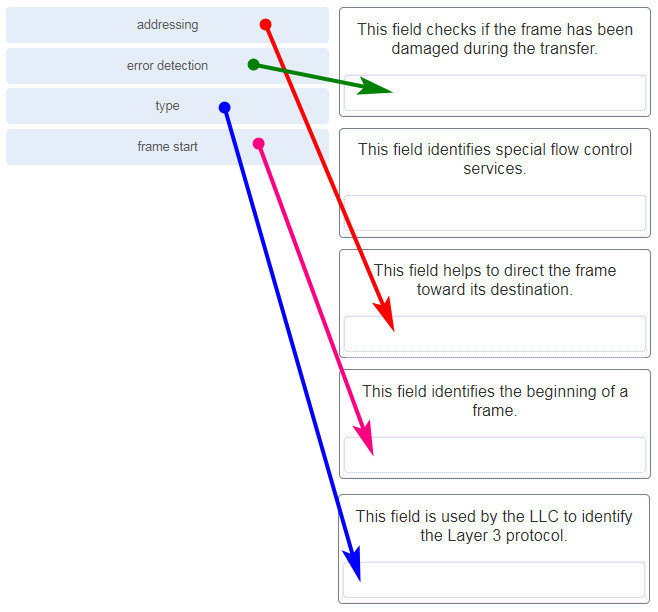 addressing
error detection
type
frame start
This field checks if the frame has been
damaged during the transfer.
This field identifies special flow control
services.
This field helps to direct the frame
toward its destination.
This field identifies the beginning of a
frame.
This field is used by the LLC to identify
the Layer 3 protocol.